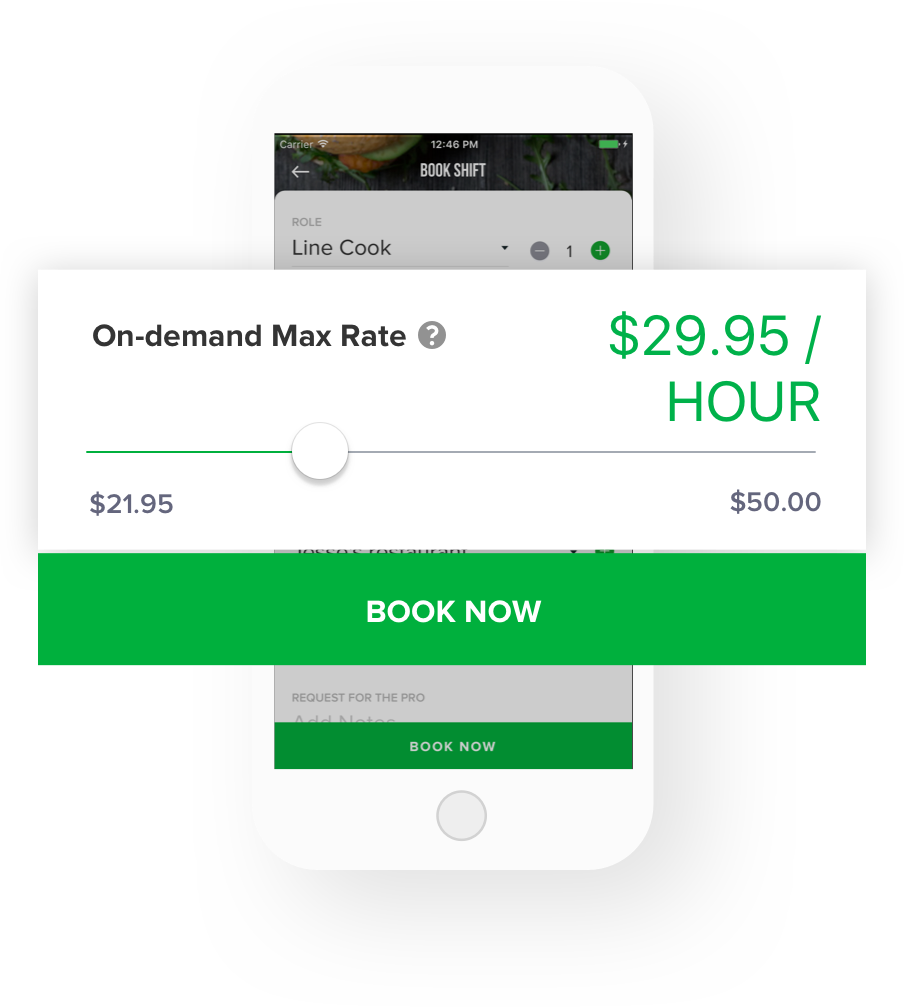 Carrier 12:46 PM
BOOK SHIFT
ROLE
Line Cook 1
On-demand Max Rate ?
$29.95 /
HOUR
$21.95 $50.00
Jesse's restaurant
BOOK NOW
REQUEST FOR THE PRO
Add Notes
BOOK NOW